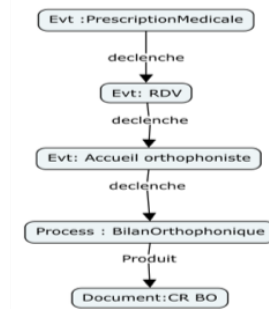 Evt :PrescriptionMedicale
declenche
Evt: RDV
declenche
Evt: Accueil orthophoniste
declenche
Process : BilanOrthophonique
Produit
Document:CR BO